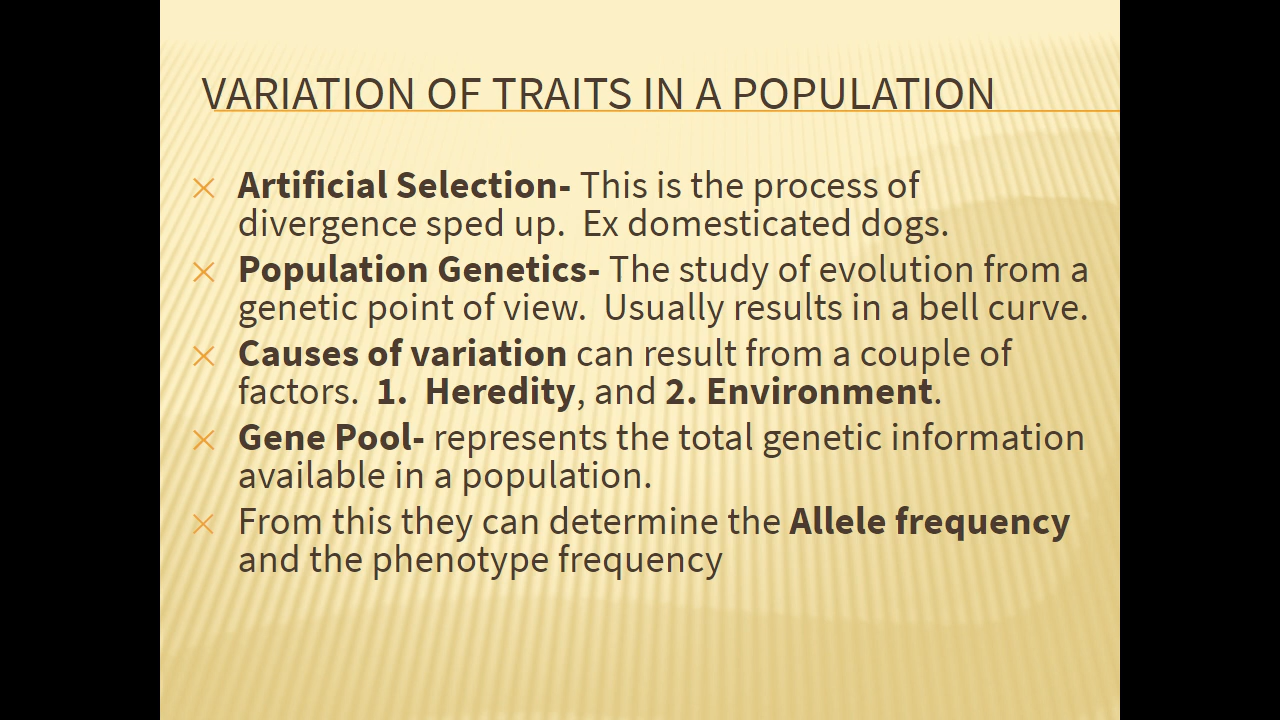 VARIATION OF TRAITS IN A POPULATION
Artificial Selection- This is the process of
divergence sped up.  Ex domesticated dogs.
Population Genetics- The study of evolution from a
genetic point of view.  Usually results in a bell curve.
Causes of variation can result from a couple of
factors.  1.  Heredity, and 2. Environment.
Gene Pool- represents the total genetic information
available in a population.
From this they can determine the Allele frequency
and the phenotype frequency